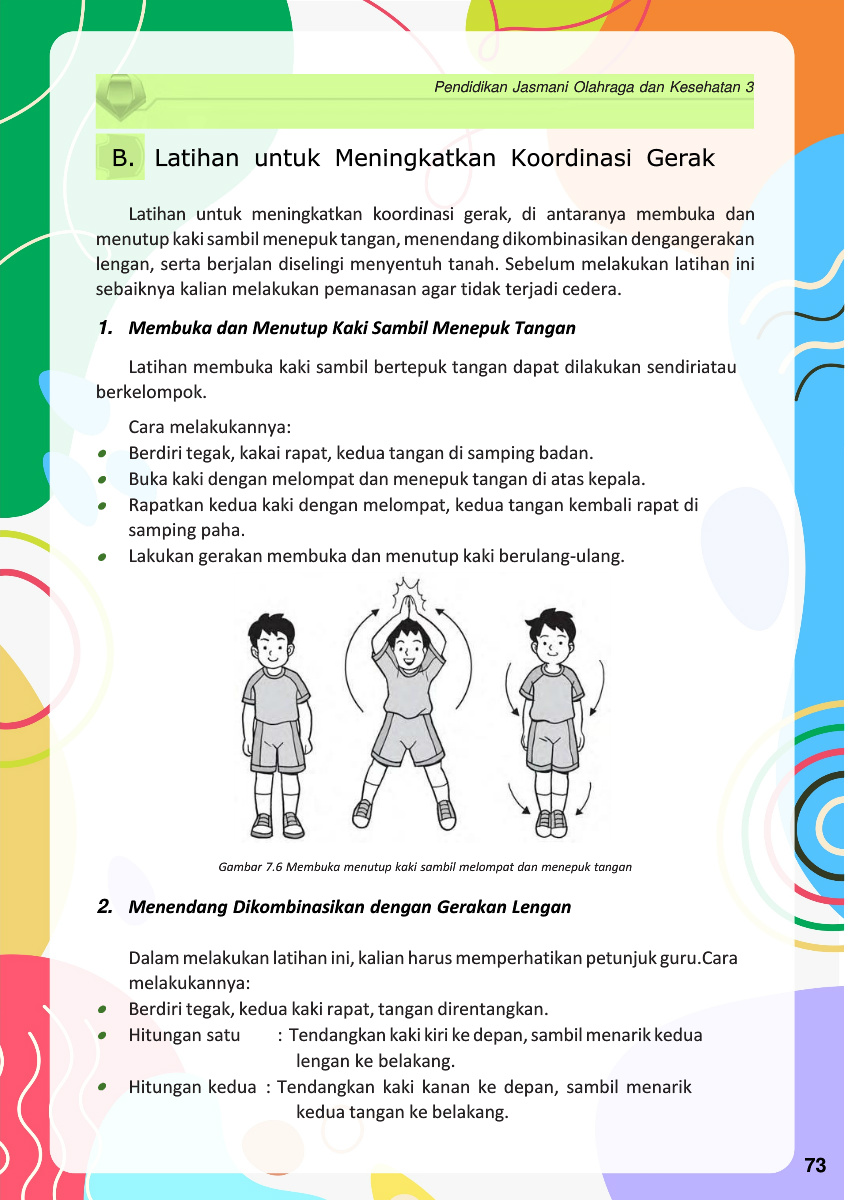 Pendidikan Jasmani Olahraga dan Kesehatan 3
B. Latihan untuk Meningkatkan Koordinasi Gerak
Latihan untuk meningkatkan koordinasi gerak, di antaranya membuka dan
menutup kaki sambil menepuk tangan, menendang dikombinasikan dengangerakan
lengan, serta berjalan diselingi menyentuh tanah. Sebelum melakukan latihan ini
sebaiknya kalian melakukan pemanasan agar tidak terjadi cedera.
1. Membuka dan Menutup Kaki Sambil Menepuk Tangan
Latihan membuka kaki sambil bertepuk tangan dapat dilakukan sendiriatau
berkelompok.
Cara melakukannya:
• Berdiri tegak, kakai rapat, kedua tangan di samping badan.
• Buka kaki dengan melompat dan menepuk tangan di atas kepala.
• Rapatkan kedua kaki dengan melompat, kedua tangan kembali rapat di
samping paha.
• Lakukan gerakan membuka dan menutup kaki berulang-ulang.
Gambar 7.6 Membuka menutup kaki sambil melompat dan menepuk tangan
2. Menendang Dikombinasikan dengan Gerakan Lengan
Dalam melakukan latihan ini, kalian harus memperhatikan petunjuk guru.Cara
melakukannya:
• Berdiri tegak, kedua kaki rapat, tangan direntangkan.
• Hitungan satu : Tendangkan kaki kiri ke depan, sambil menarik kedua
lengan ke belakang.
• Hitungan kedua : Tendangkan kaki kanan ke depan, sambil menarik
kedua tangan ke belakang.
73